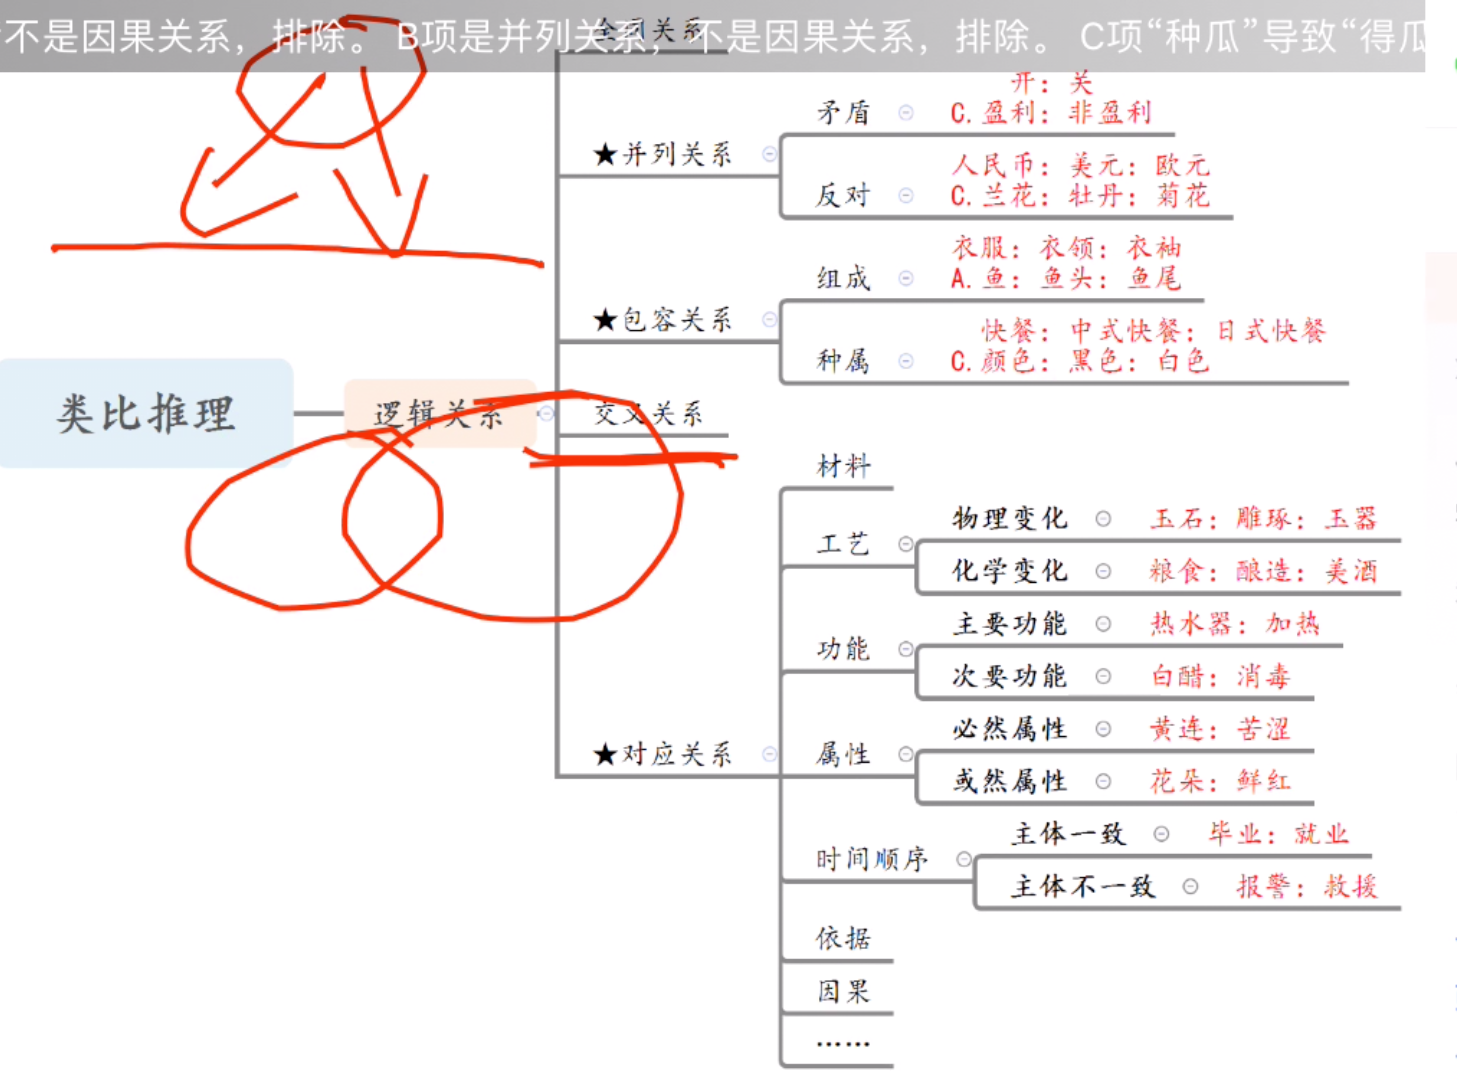 不是因果关系，排除。 B项是并列关系，不是因果关系，排除。 C项“种瓜”导致“得瓜
全同关系
开：关
矛盾 C.盈利：非盈利
★并列关系
人民币：美元：欧元
反对 C.兰花：牡丹：菊花
衣服：衣领：衣袖
组成 A.鱼：鱼头：鱼尾
★包容关系
快餐：中式快餐：日式快餐
种属 C.颜色：黑色：白色
类比推理
逻辑关系
交叉关系
材料
物理变化 玉石：雕琢：玉器
工艺
化学变化 粮食：酿造：美酒
主要功能 热水器：加热
功能
次要功能 白醋：消毒
必然属性 黄连：苦涩
★对应关系
属性
或然属性 花朵：鲜红
主体一致 毕业：就业
时间顺序
主体不一致 报警：救援
依据
因果
……